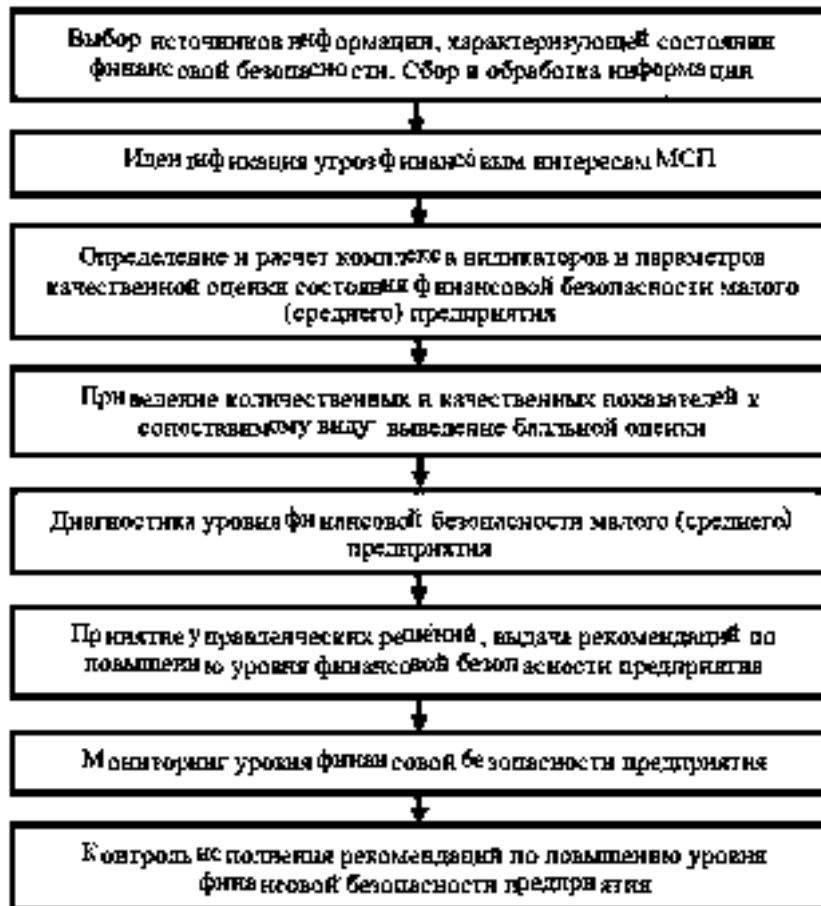 Выбор источников информации, характеризующей состояния
финансовой безопасности. Сбор и обработка информации
Идентификация угроз финансовым интересам МСП
Определение и расчет комплекса индикаторов и параметров
качественной оценки состояния финансовой безопасности малого
(среднего) предприятия
Приведение количественных и качественных показателей к
сопоставимому виду выведение балльной оценки
Диагностика уровня финансовой безопасности малого (среднего)
предприятия
Принятие управленческих решений, выдача рекомендаций по
повышению уровня финансовой безопасности предприятия
Мониторинг уровня финансовой безопасности предприятия
Контроль исполнения рекомендаций по повышению уровня
финансовой безопасности предприятия